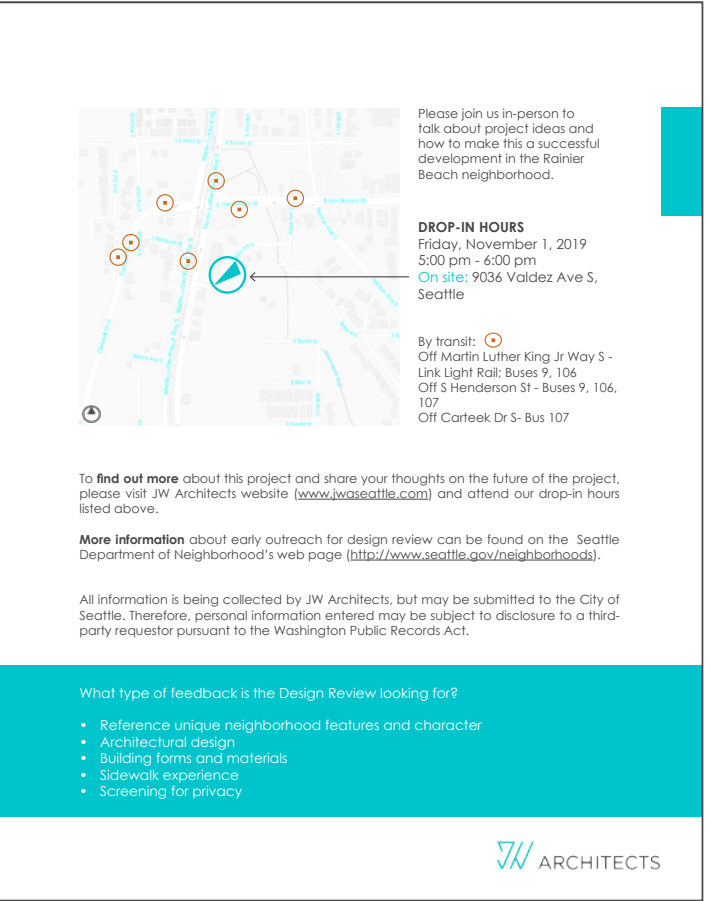 Please join us in-person to
talk about project ideas and
how to make this a successful
development in the Rainier
Beach neighborhood.
DROP-IN HOURS
Friday, November 1, 2019
5:00 pm - 6:00 pm
On site: 9036 Valdez Ave S,
Seattle
By transit:
Off Martin Luther King Jr Way S -
Link Light Rail; Buses 9, 106
Off S Henderson St - Buses 9, 106,
107
Off Carteek Dr S- Bus 107
To find out more about this project and share your thoughts on the future of the project,
please visit JW Architects website (www.jwaseattle.com) and attend our drop-in hours
listed above.
More information about early outreach for design review can be found on the Seattle
Department of Neighborhood's web page (http://www.seattle.gov/neighborhoods).
All information is being collected by JW Architects, but may be submitted to the City of
Seattle. Therefore, personal information entered may be subject to disclosure to a third-
party requestor pursuant to the Washington Public Records Act.
What type of feedback is the Design Review looking for?
• Reference unique neighborhood features and character
• Architectural design
• Building forms and materials
• Sidewalk experience
• Screening for privacy
JW ARCHITECTS